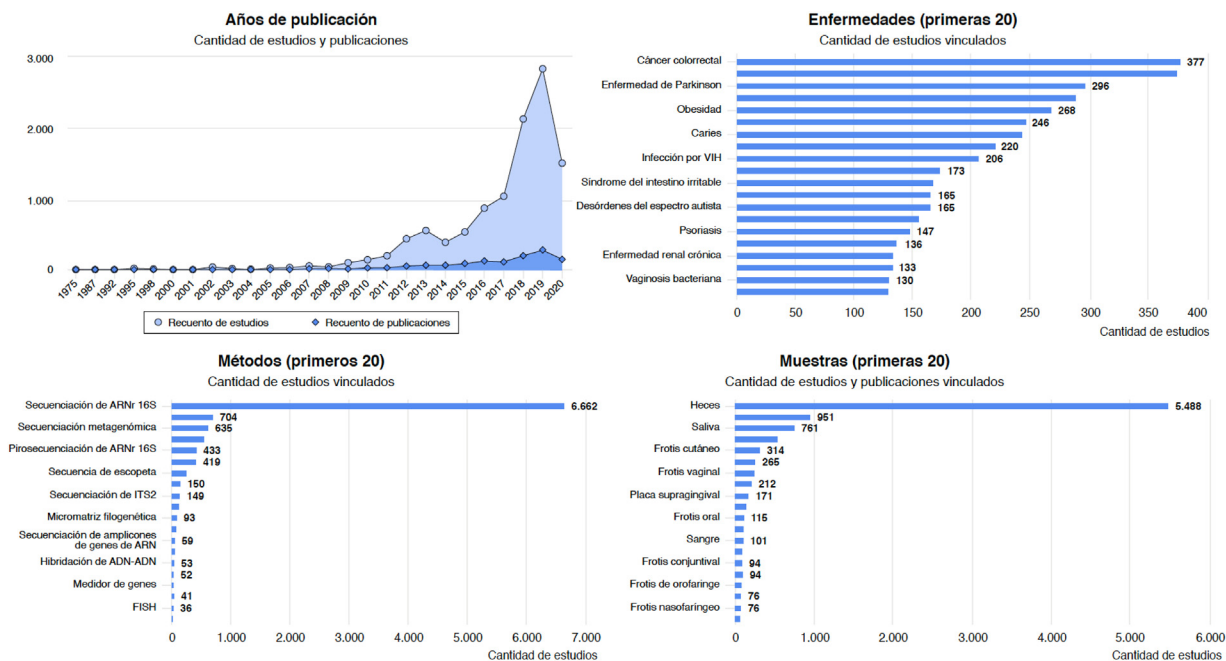 Años de publicación
Cantidad de estudios y publicaciones
3.000
2.000
1.000
0
1975
1987
1992
1995
1998
2000
2001
2002
2003
2004
2005
2006
2007
2008
2009
2010
2011
2012
2013
2014
2015
2016
2017
2018
2019
2020
Recuento de estudios
Recuento de publicaciones
Enfermedades (primeras 20)
Cantidad de estudios vinculados
Câncer colorrectal
377
Enfermedad de Parkinson
296
Obesidad
268
246
Caries
220
Infección por VIH
206
173
Síndrome del intestino irritable
165
Desórdenes del espectro autista
165
Psoriasis
147
136
Enfermedad renal crónica
133
Vaginosis bacteriana
130
0
50
100
150
200
250
300
350
400
Cantidad de estudios
Métodos (primeros 20)
Cantidad de estudios vinculados
Secuenciación de ARNr 16S
6.662
704
Secuenciación metagenómica
635
Pirosecuenciación de ARNr 16S
433
419
Secuencia de escopeta
150
Secuenciación de ITS2
149
Micromatriz filogenética
93
Secuenciación de amplicones
de genes de ARN
59
Hibridación de ADN-ADN
53
52
Medidor de genes
41
FISH
36
0
1.000
2.000
3.000
4.000
5.000
6.000
7.000
Cantidad de estudios
Muestras (primeras 20)
Cantidad de estudios y publicaciones vinculados
Heces
5.488
951
Saliva
761
Frotis cutáneo
314
265
Frotis vaginal
212
Placa supragingival
171
Frotis oral
115
Sangre
101
Frotis conjuntival
94
94
Frotis de orofaringe
76
Frotis nasofaríngeo
76
0
1.000
2.000
3.000
4.000
5.000
6.000
Cantidad de estudios